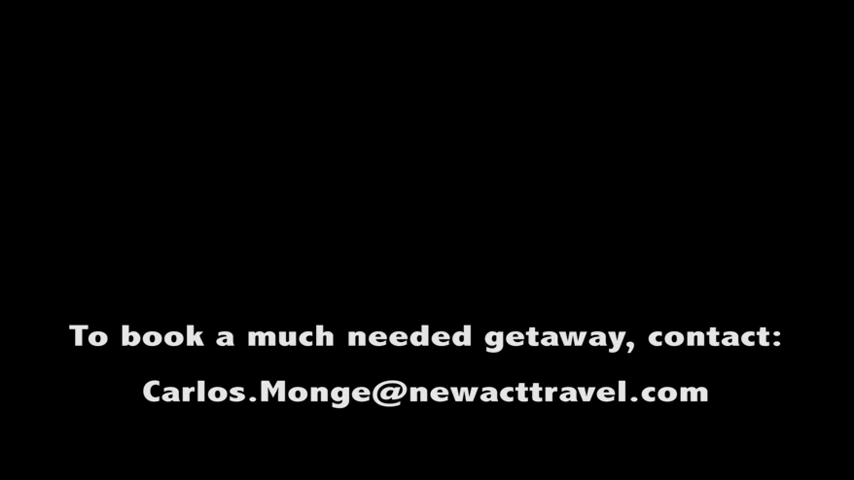 To book a much needed getaway, contact:
Carlos.Monge@newacttravel.com